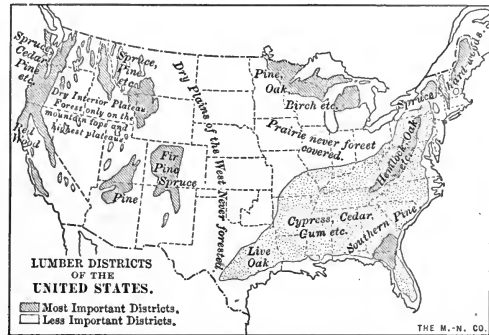 Spruce,
Cedar,
Pine
etc.
Spruce,
Pine
etc.
Dry Interior Plateau
Forest only on the
mountain tops and
highest plateaus
Red
Wood
Pine
Fir
Pine
Spruce
Dry Plains of the West Never forested
Pine,
Oak
Birch etc.
Prairie never forest
covered.
Spruce
Hard woods
Hemlock, Oak
etc.
Cypress, Cedar,
Gum etc.
Southern Pine
Live
Oak
LUMBER DISTRICTS
OF THE
UNITED STATES.
Most Important Districts.
Less Important Districts.
THE M.-N. CO.